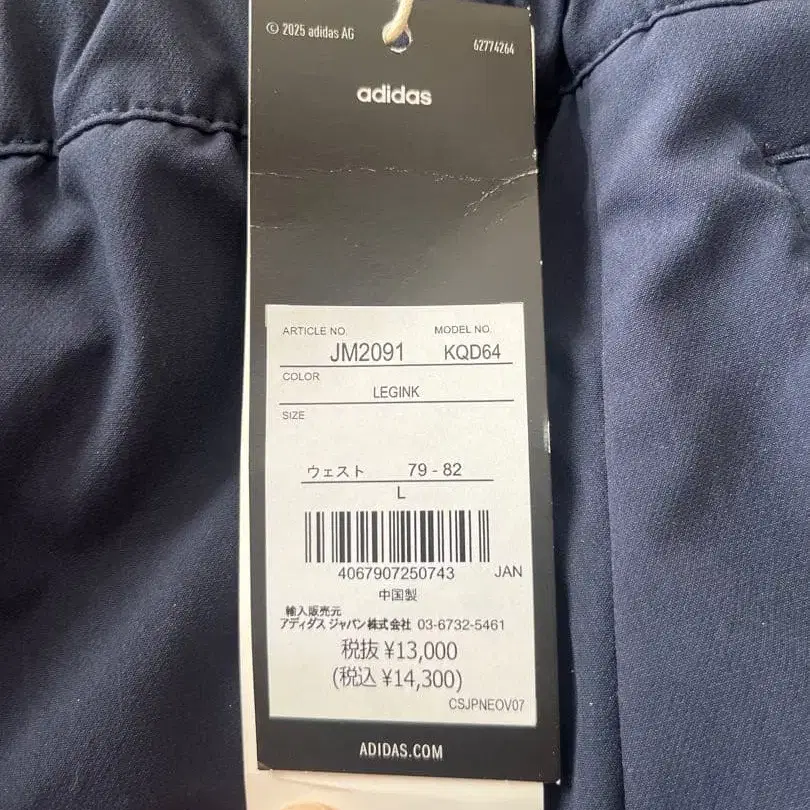 © 2025 adidas AG
62774264
adidas
ARTICLE NO. MODEL NO.
JM2091 KQD64
COLOR
LEGINK
SIZE
ウェスト 79 - 82
L
4067907250743 JAN
中国製
輸入販売元
アディダス ジャパン株式会社 03-6732-5461
税抜 ¥13,000
(税込 ¥14,300)
CSJPNEOV07
ADIDAS.COM